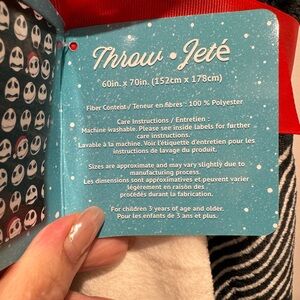 Throw • Jeté
60in. x 70in. (152cm x 178cm)
Fiber Content / Teneur en fibres : 100 % Polyester
Care Instructions / Entretien :
Machine washable. Please see inside labels for further
care instructions.
Lavable à la machine. Voir l'étiquette d'entretien pour les
instructions de lavage du produit.
Sizes are approximate and may vary slightly due to
manufacturing process.
Les dimensions sont approximatives et peuvent varier
légèrement en raison des
procédés durant la fabrication.
For children 3 years of age and older.
Pour les enfants de 3 ans et plus.